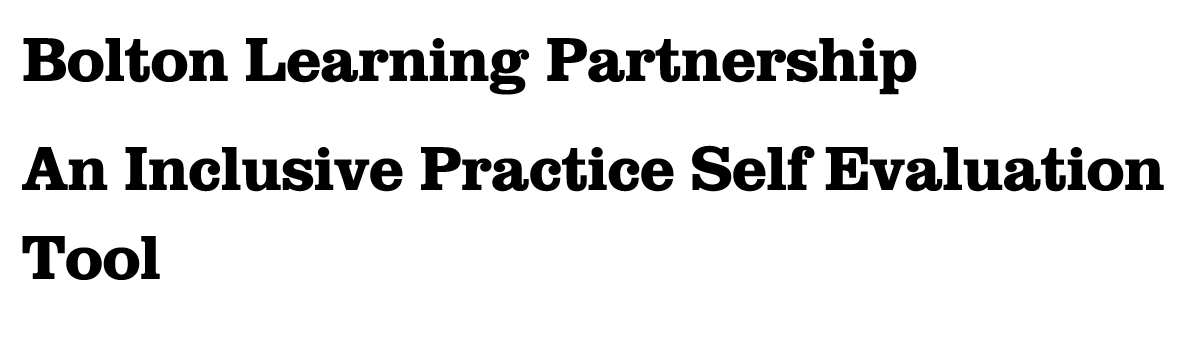 Bolton Learning Partnership
An Inclusive Practice Self Evaluation
Tool